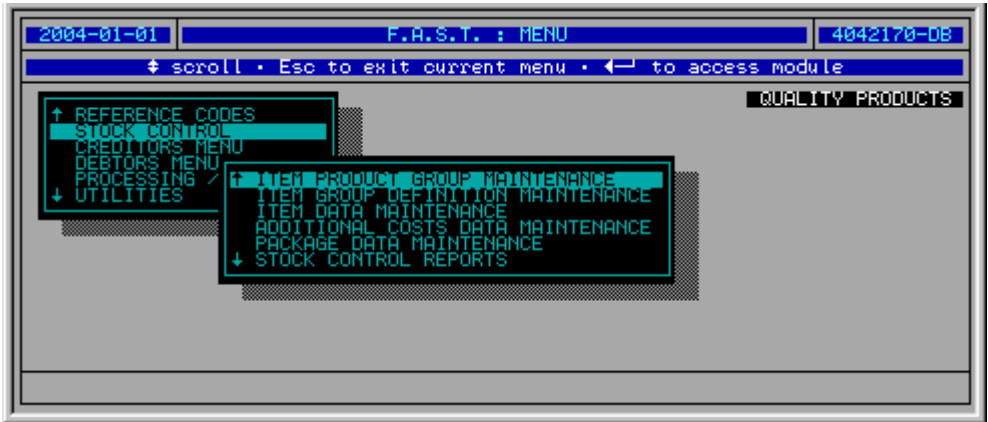 2004-01-01 F.A.S.T. : MENU 4042170-DB
↕ scroll · Esc to exit current menu · ◄─┘ to access module
QUALITY PRODUCTS
↑ REFERENCE CODES
STOCK CONTROL
CREDITORS MENU
DEBTORS MENU
PROCESSING /
↓ UTILITIES
↑ ITEM PRODUCT GROUP MAINTENANCE
ITEM GROUP DEFINITION MAINTENANCE
ITEM DATA MAINTENANCE
ADDITIONAL COSTS DATA MAINTENANCE
PACKAGE DATA MAINTENANCE
↓ STOCK CONTROL REPORTS